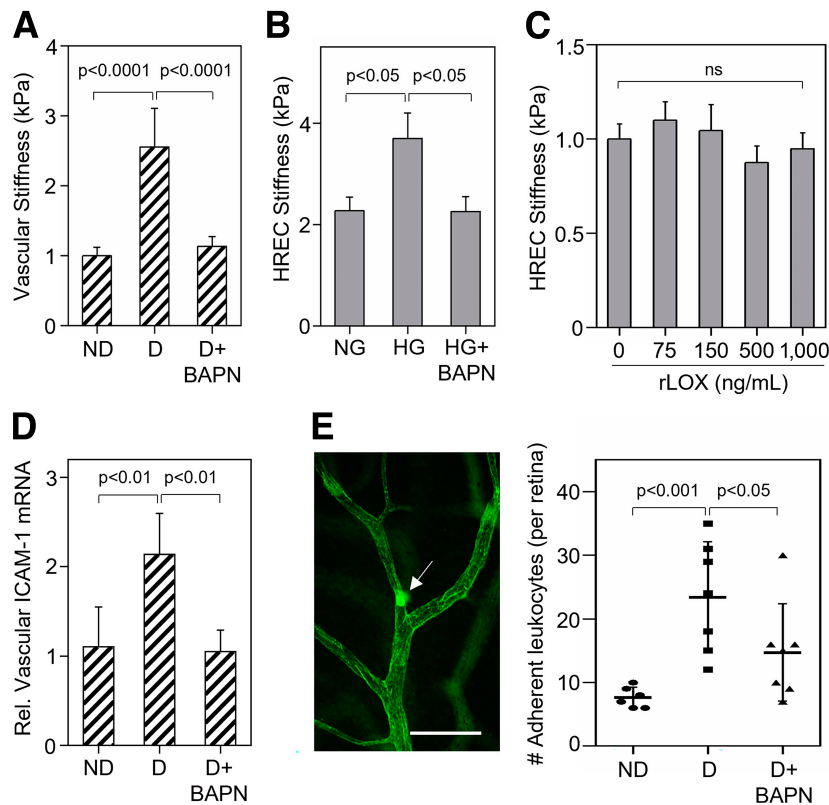 A
Vascular Stiffness (kPa)
4
3
2
1
0
p<0.0001
p<0.0001
ND
D
D+
BAPN
B
HREC Stiffness (kPa)
4
2
0
p<0.05
p<0.05
NG
HG
HG+
BAPN
C
HREC Stiffness (kPa)
1.5
1.0
0.5
0
ns
0 75 150 500 1,000
rLOX (ng/mL)
D
Rel. Vascular ICAM-1 mRNA
3
2
1
0
p<0.01
p<0.01
ND
D
D+
BAPN
E
# Adherent leukocytes (per retina)
40
30
20
10
0
p<0.001
p<0.05
ND
D
D+
BAPN